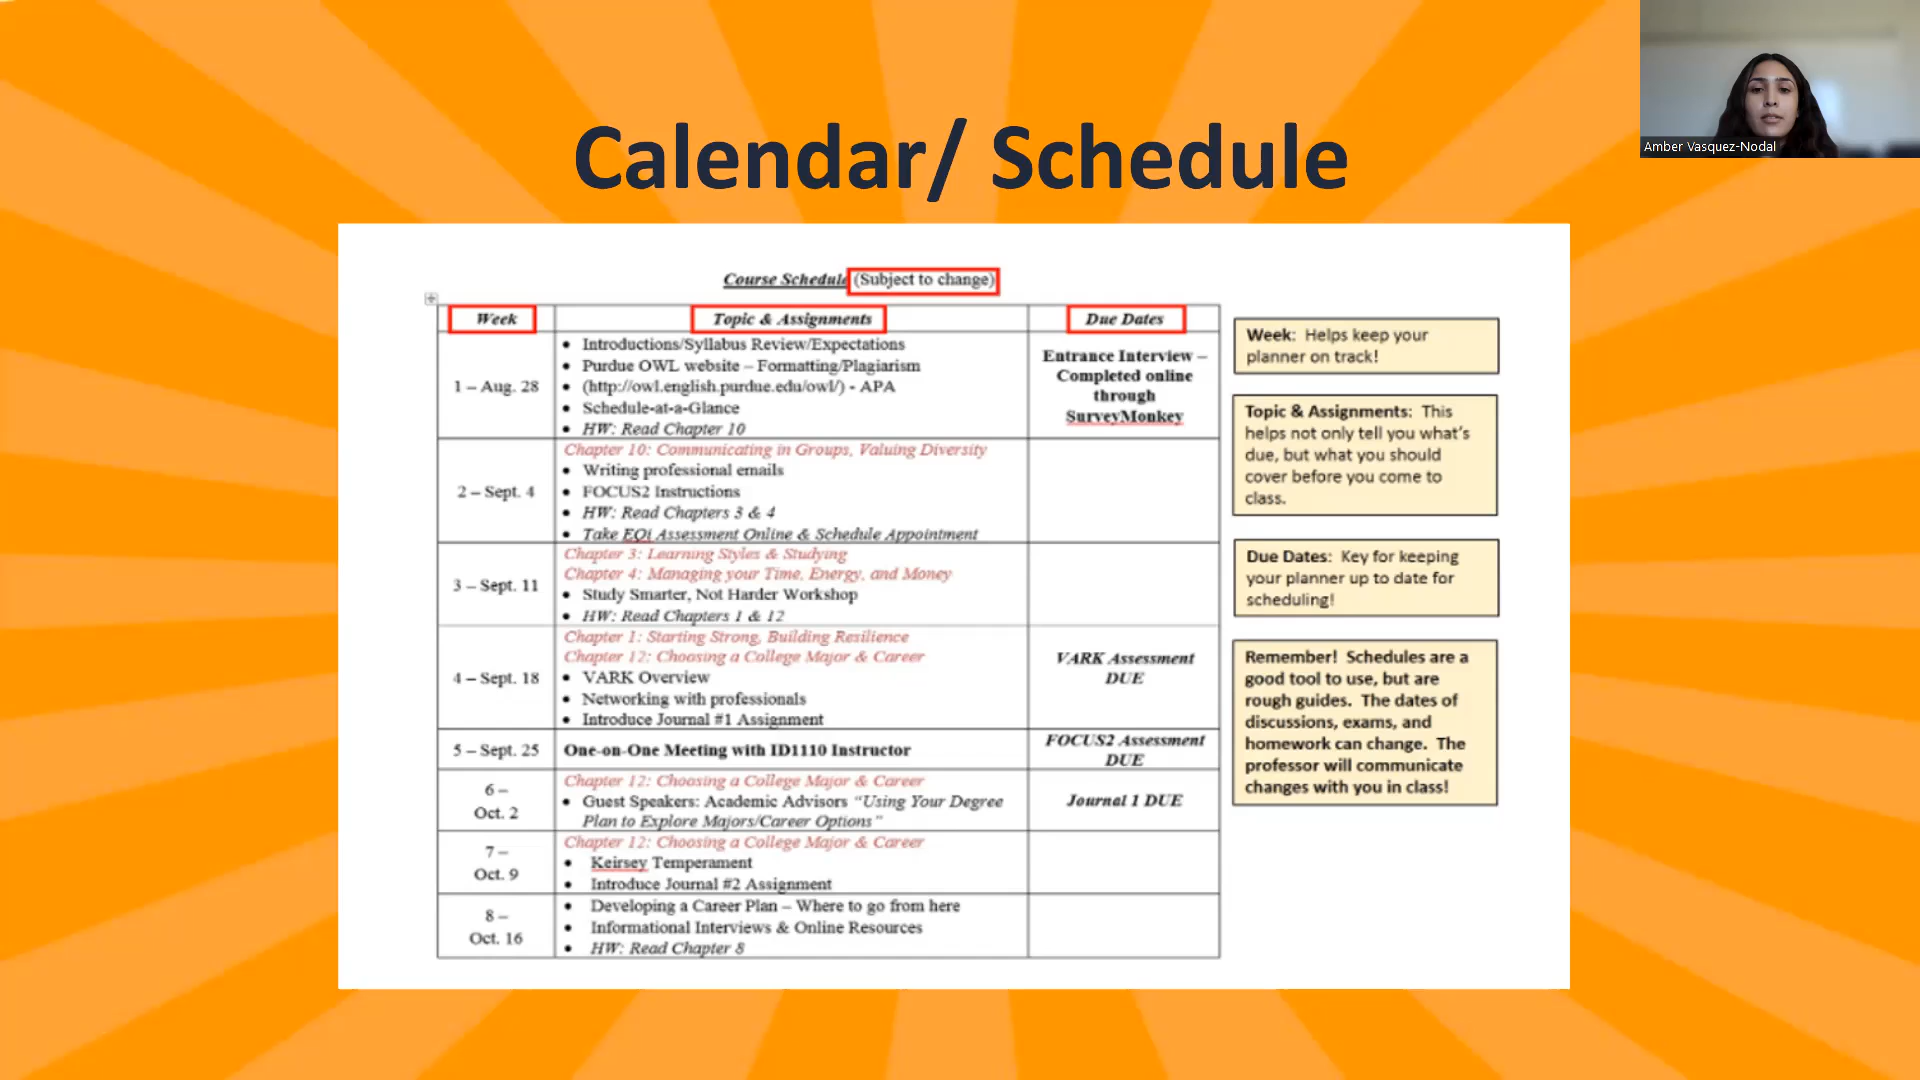 Calendar/ Schedule
Amber Vasquez-Nodal
Course Schedule (Subject to change)
Week
Topic & Assignments
Due Dates
1 – Aug. 28
Introductions/Syllabus Review/Expectations
Purdue OWL website – Formatting/Plagiarism
(http://owl.english.purdue.edu/owl/) - APA
Schedule-at-a-Glance
HW: Read Chapter 10
Entrance Interview –
Completed online
through
SurveyMonkey
2 – Sept. 4
Chapter 10: Communicating in Groups, Valuing Diversity
Writing professional emails
FOCUS2 Instructions
HW: Read Chapters 3 & 4
Take EQi Assessment Online & Schedule Appointment
3 – Sept. 11
Chapter 3: Learning Styles & Studying
Chapter 4: Managing your Time, Energy, and Money
Study Smarter, Not Harder Workshop
HW: Read Chapters 1 & 12
4 – Sept. 18
Chapter 1: Starting Strong, Building Resilience
Chapter 12: Choosing a College Major & Career
VARK Overview
Networking with professionals
Introduce Journal #1 Assignment
VARK Assessment
DUE
5 – Sept. 25
One-on-One Meeting with ID1110 Instructor
FOCUS2 Assessment
DUE
6 –
Oct. 2
Chapter 12: Choosing a College Major & Career
Guest Speakers: Academic Advisors "Using Your Degree
Plan to Explore Majors/Career Options"
Journal 1 DUE
7 –
Oct. 9
Chapter 12: Choosing a College Major & Career
Keirsey Temperament
Introduce Journal #2 Assignment
8 –
Oct. 16
Developing a Career Plan – Where to go from here
Informational Interviews & Online Resources
HW: Read Chapter 8
Week: Helps keep your
planner on track!
Topic & Assignments: This
helps not only tell you what's
due, but what you should
cover before you come to
class.
Due Dates: Key for keeping
your planner up to date for
scheduling!
Remember! Schedules are a
good tool to use, but are
rough guides. The dates of
discussions, exams, and
homework can change. The
professor will communicate
changes with you in class!